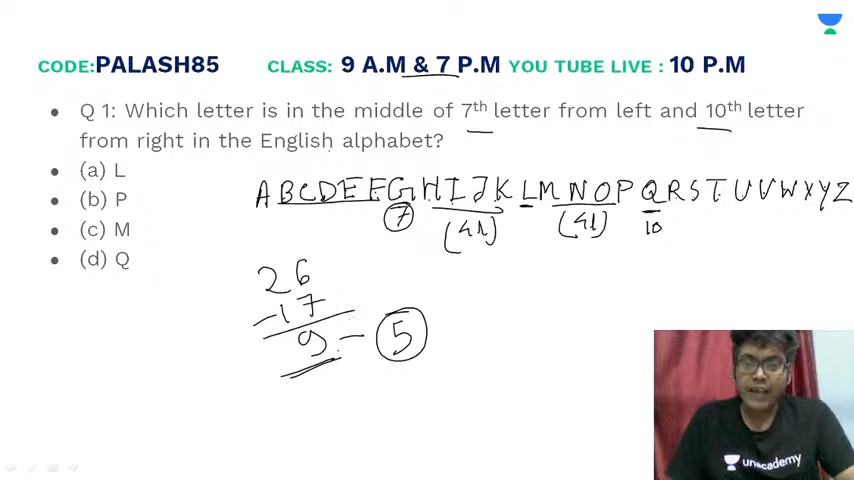 CODE:PALASH85 CLASS: 9 A.M & 7 P.M YOU TUBE LIVE : 10 P.M
• Q 1: Which letter is in the middle of 7th letter from left and 10th letter
from right in the English alphabet?
• (a) L
• (b) P
• (c) M
• (d) Q
A B C D E F G H I J K L M N O P Q R S T U V W X Y Z
7 (4L) (4L) 10
26
-17
9 - 5
unacademy